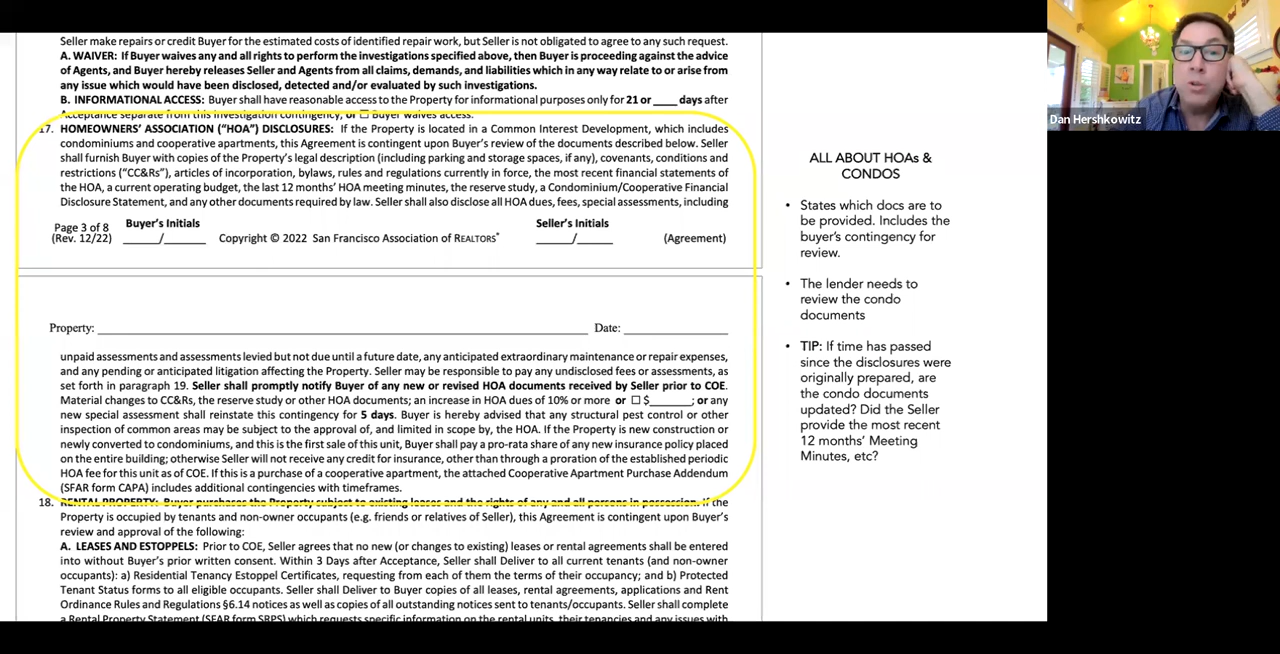 Seller make repairs or credit Buyer for the estimated costs of identified repair work, but Seller is not obligated to agree to any such request.
A. WAIVER: If Buyer waives any and all rights to perform the investigations specified above, then Buyer is proceeding against the advice
of Agents, and Buyer hereby releases Seller and Agents from all claims, demands, and liabilities which in any way relate to or arise from
any issue which would have been disclosed, detected and/or evaluated by such investigations.
B. INFORMATIONAL ACCESS: Buyer shall have reasonable access to the Property for informational purposes only for 21 or ____ days after
Acceptance separate from this investigation contingency, or ☐ Buyer waives access.
17. HOMEOWNERS' ASSOCIATION ("HOA") DISCLOSURES: If the Property is located in a Common Interest Development, which includes
condominiums and cooperative apartments, this Agreement is contingent upon Buyer's review of the documents described below. Seller
shall furnish Buyer with copies of the Property's legal description (including parking and storage spaces, if any), covenants, conditions and
restrictions ("CC&Rs"), articles of incorporation, bylaws, rules and regulations currently in force, the most recent financial statements of
the HOA, a current operating budget, the last 12 months' HOA meeting minutes, the reserve study, a Condominium/Cooperative Financial
Disclosure Statement, and any other documents required by law. Seller shall also disclose all HOA dues, fees, special assessments, including
Buyer's Initials Seller's Initials
Page 3 of 8
(Rev. 12/22) ______/______ Copyright © 2022 San Francisco Association of REALTORS® ______/______ (Agreement)
Property: ______ Date: ______
unpaid assessments and assessments levied but not due until a future date, any anticipated extraordinary maintenance or repair expenses,
and any pending or anticipated litigation affecting the Property. Seller may be responsible to pay any undisclosed fees or assessments, as
set forth in paragraph 19. Seller shall promptly notify Buyer of any new or revised HOA documents received by Seller prior to COE.
Material changes to CC&Rs, the reserve study or other HOA documents; an increase in HOA dues of 10% or more or ☐ $______; or any
new special assessment shall reinstate this contingency for 5 days. Buyer is hereby advised that any structural pest control or other
inspection of common areas may be subject to the approval of, and limited in scope by, the HOA. If the Property is new construction or
newly converted to condominiums, and this is the first sale of this unit, Buyer shall pay a pro-rata share of any new insurance policy placed
on the entire building; otherwise Seller will not receive any credit for insurance, other than through a proration of the established periodic
HOA fee for this unit as of COE. If this is a purchase of a cooperative apartment, the attached Cooperative Apartment Purchase Addendum
(SFAR form CAPA) includes additional contingencies with timeframes.
18. RENTAL PROPERTY: Buyer purchases the Property subject to existing leases and the rights of any and all persons in possession. If the
Property is occupied by tenants and non-owner occupants (e.g. friends or relatives of Seller), this Agreement is contingent upon Buyer's
review and approval of the following:
A. LEASES AND ESTOPPELS: Prior to COE, Seller agrees that no new (or changes to existing) leases or rental agreements shall be entered
into without Buyer's prior written consent. Within 3 Days after Acceptance, Seller shall Deliver to all current tenants (and non-owner
occupants): a) Residential Tenancy Estoppel Certificates, requesting from each of them the terms of their occupancy; and b) Protected
Tenant Status forms to all eligible occupants. Seller shall Deliver to Buyer copies of all leases, rental agreements, applications and Rent
Ordinance Rules and Regulations §6.14 notices as well as copies of all outstanding notices sent to tenants/occupants. Seller shall complete
a Rental Property Statement (SFAR form SRPS) which requests specific information on the rental units, their tenancies and any issues with
Dan Hershkowitz
ALL ABOUT HOAs &
CONDOS
• States which docs are to
be provided. Includes the
buyer's contingency for
review.
• The lender needs to
review the condo
documents
• TIP: If time has passed
since the disclosures were
originally prepared, are
the condo documents
updated? Did the Seller
provide the most recent
12 months' Meeting
Minutes, etc?